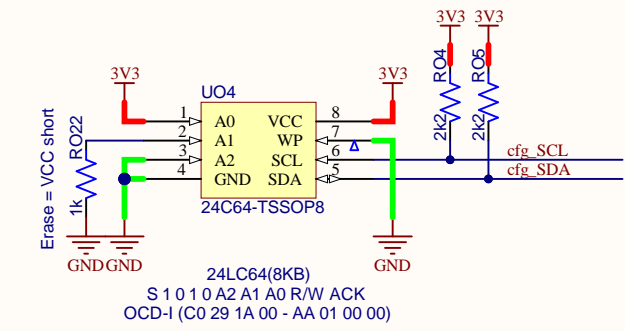 3V3 3V3
RO4 RO5
2k2 2k2
3V3 3V3
UO4
Erase = VCC short
RO22
1k
1 A0 VCC 8
2 A1 WP 7
3 A2 SCL 6
4 GND SDA 5
cfg_SCL
cfg_SDA
24C64-TSSOP8
GND GND GND
24LC64(8KB)
S 1 0 1 0 A2 A1 A0 R/W ACK
OCD-I (C0 29 1A 00 - AA 01 00 00)